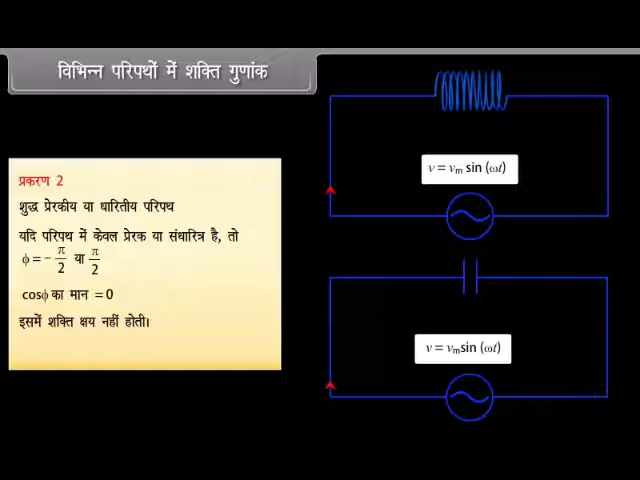 विभिन्न परिपथों में शक्ति गुणांक
प्रकरण 2
शुद्ध प्रेरकीय या धारितीय परिपथ
यदि परिपथ में केवल प्रेरक या संधारित्र है, तो
ϕ = − π/2 या π/2
cosϕ का मान = 0
इसमें शक्ति क्षय नहीं होती।
v = vm sin (ωt)
v = vm sin (ωt)